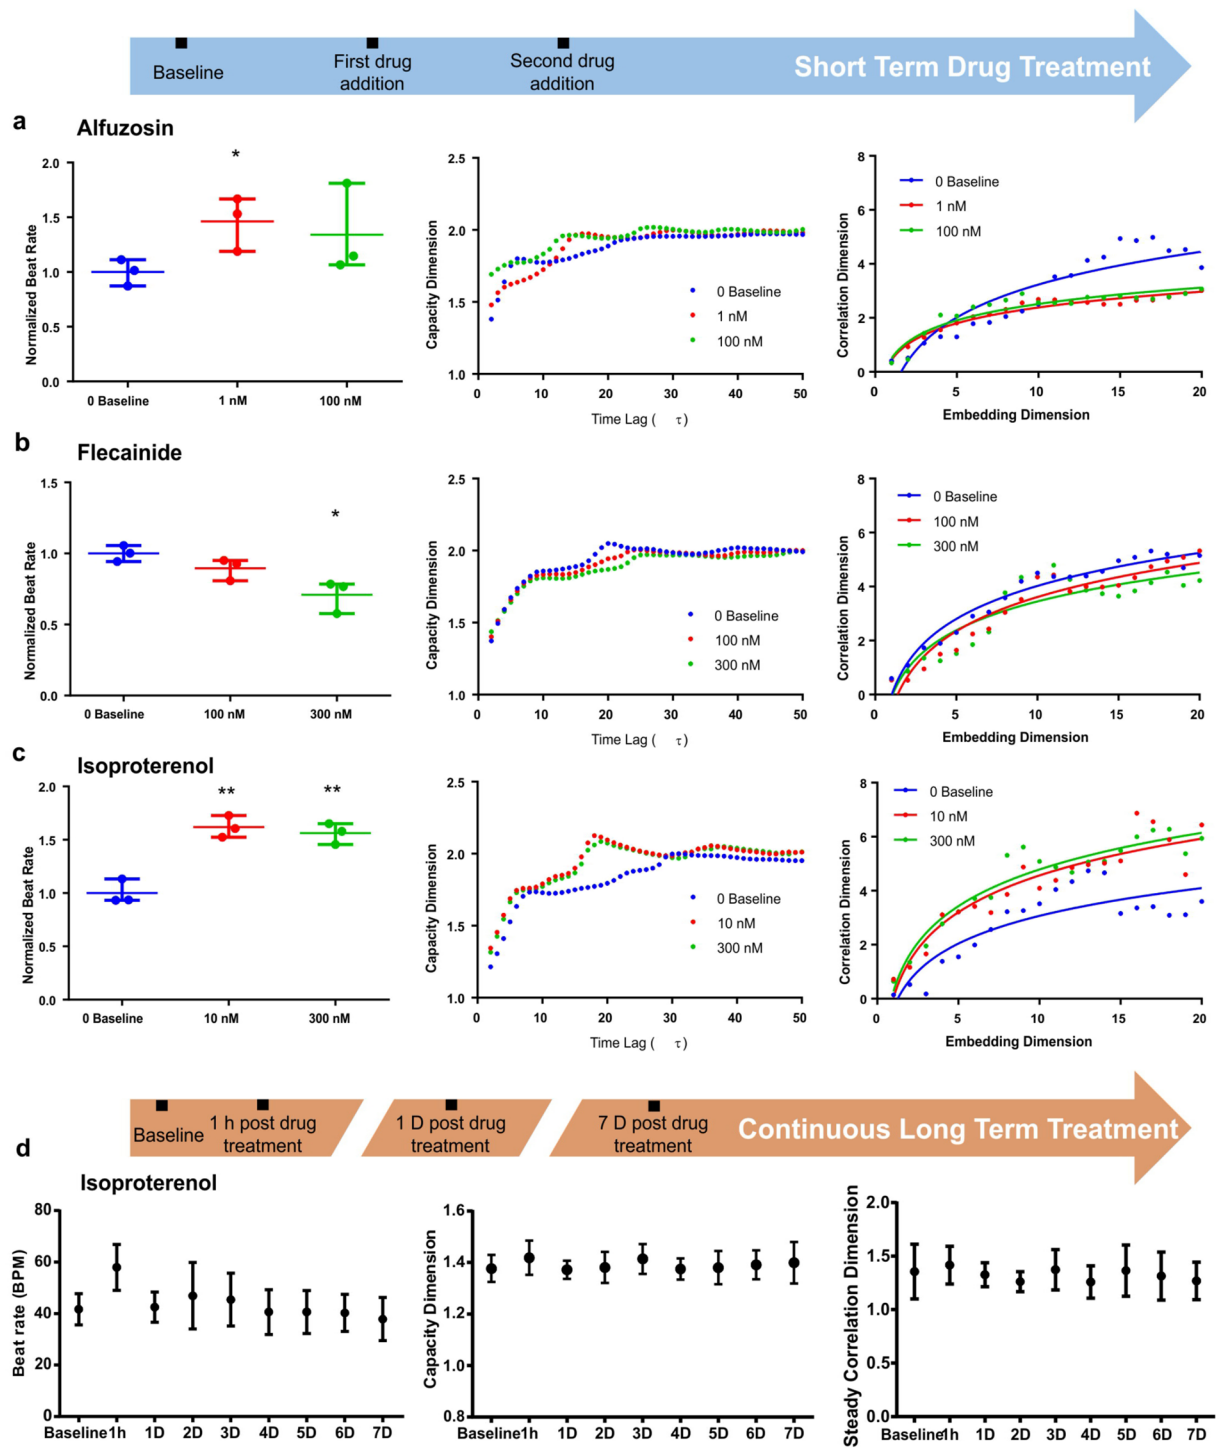 Baseline
First drug
addition
Second drug
addition
Short Term Drug Treatment
a
Alfuzosin
Normalized Beat Rate
2.0
1.5
1.0
0.5
0.0
0 Baseline
1 nM
100 nM
Capacity Dimension
2.5
2.0
1.5
1.0
0 Baseline
1 nM
100 nM
0
10
20
30
40
50
Time Lag ( τ)
Correlation Dimension
8
6
4
2
0
0 Baseline
1 nM
100 nM
0
5
10
15
20
Embedding Dimension
*
b
Flecainide
Normalized Beat Rate
1.5
1.0
0.5
0.0
*
0 Baseline
100 nM
300 nM
Capacity Dimension
2.5
2.0
1.5
1.0
0 Baseline
100 nM
300 nM
0
10
20
30
40
50
Time Lag ( τ)
Correlation Dimension
8
6
4
2
0
0 Baseline
100 nM
300 nM
0
5
10
15
20
Embedding Dimension
c
Isoproterenol
Normalized Beat Rate
2.0
1.5
1.0
0.5
0.0
**
**
0 Baseline
10 nM
300 nM
Capacity Dimension
2.5
2.0
1.5
1.0
0 Baseline
10 nM
300 nM
0
10
20
30
40
50
Time Lag ( τ)
Correlation Dimension
8
6
4
2
0
0 Baseline
10 nM
300 nM
0
5
10
15
20
Embedding Dimension
Baseline
1 h post drug
treatment
1 D post drug
treatment
7 D post drug
treatment
Continuous Long Term Treatment
d
Isoproterenol
Beat rate (BPM)
80
60
40
20
0
Baseline 1h 1D 2D 3D 4D 5D 6D 7D
Capacity Dimension
1.6
1.4
1.2
1.0
0.8
Baseline 1h 1D 2D 3D 4D 5D 6D 7D
Steady Correlation Dimension
2.0
1.5
1.0
0.5
0.0
Baseline 1h 1D 2D 3D 4D 5D 6D 7D